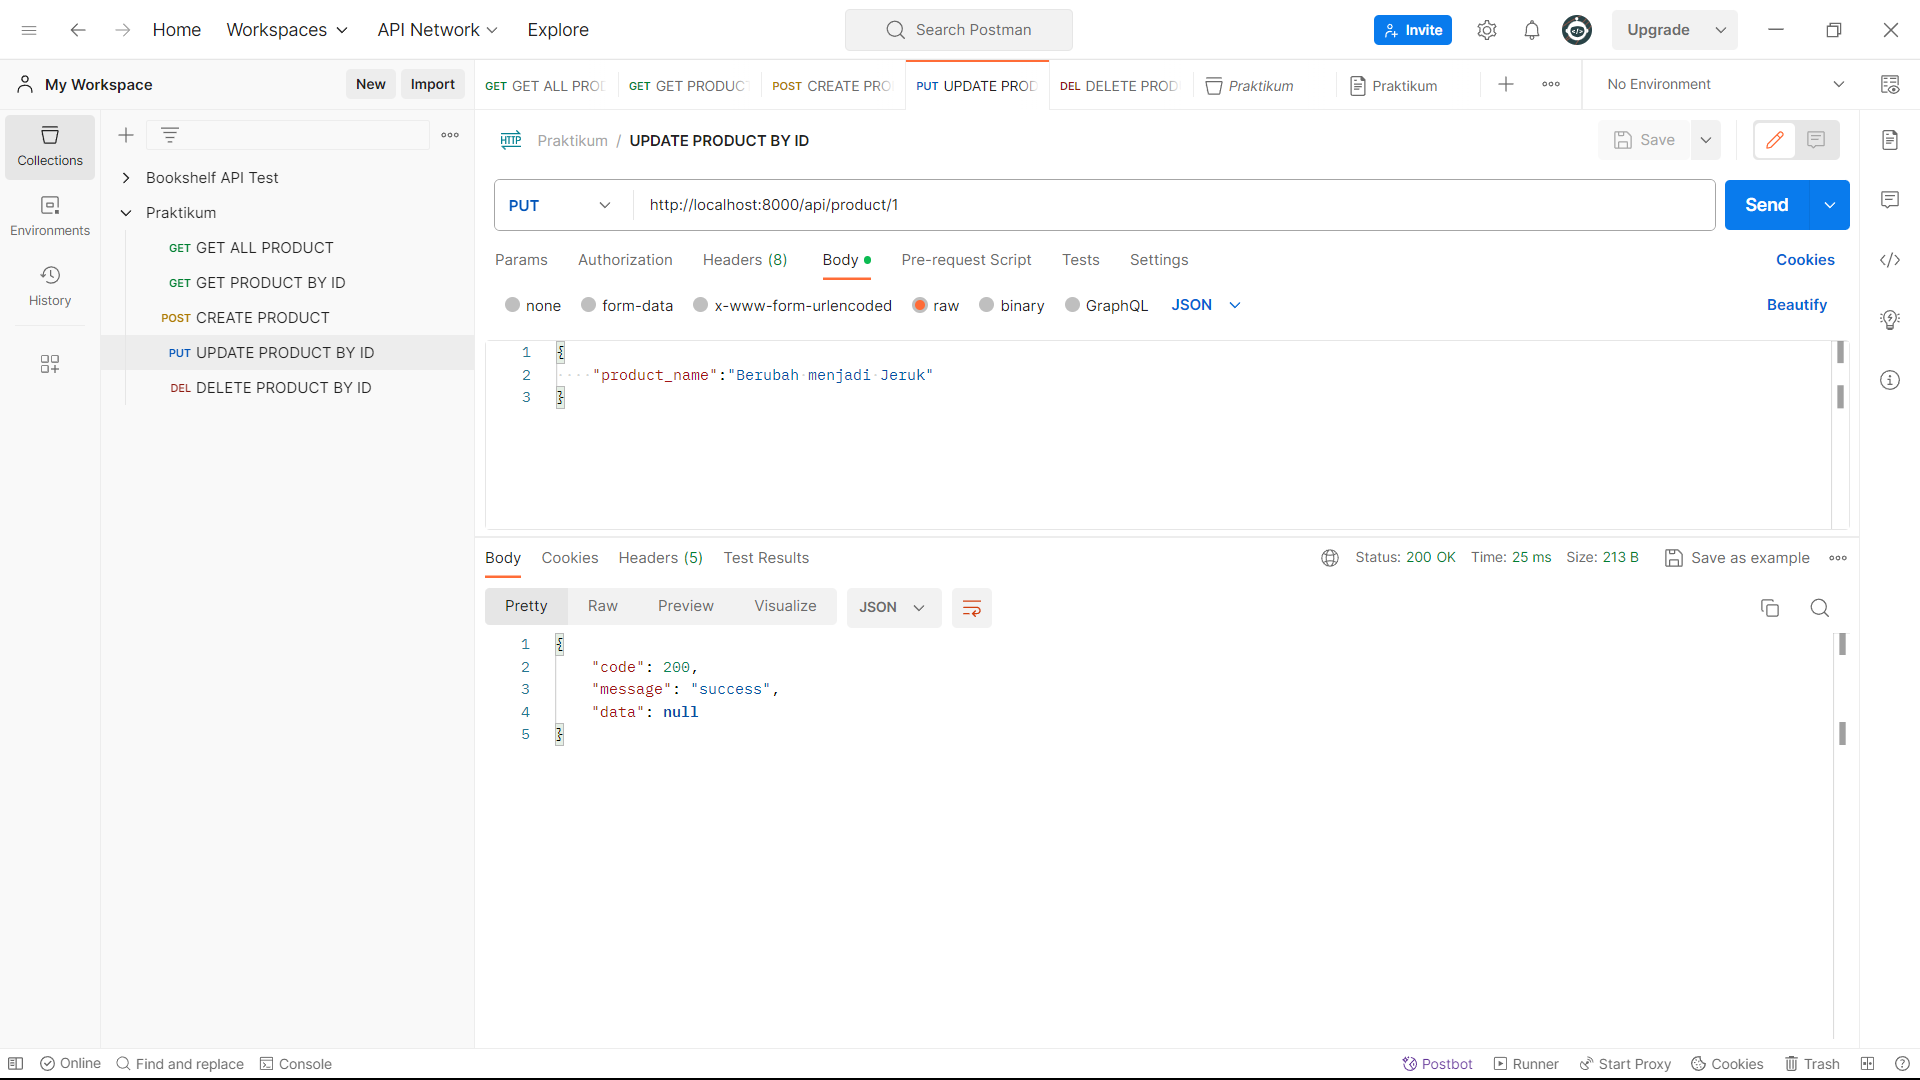 Home Workspaces API Network Explore Search Postman Invite Upgrade
My Workspace New Import
GET GET ALL PROD GET GET PRODUCT POST CREATE PRO PUT UPDATE PROD DEL DELETE PROD Praktikum Praktikum No Environment
Collections
Environments
History
Bookshelf API Test
Praktikum
GET GET ALL PRODUCT
GET GET PRODUCT BY ID
POST CREATE PRODUCT
PUT UPDATE PRODUCT BY ID
DEL DELETE PRODUCT BY ID
HTTP Praktikum / UPDATE PRODUCT BY ID Save
PUT http://localhost:8000/api/product/1 Send
Params Authorization Headers (8) Body Pre-request Script Tests Settings Cookies
none form-data x-www-form-urlencoded raw binary GraphQL JSON Beautify
1 {
2 "product_name":"Berubah menjadi Jeruk"
3 }
Body Cookies Headers (5) Test Results Status: 200 OK Time: 25 ms Size: 213 B Save as example
Pretty Raw Preview Visualize JSON
1 {
2 "code": 200,
3 "message": "success",
4 "data": null
5 }
Online Find and replace Console Postbot Runner Start Proxy Cookies Trash